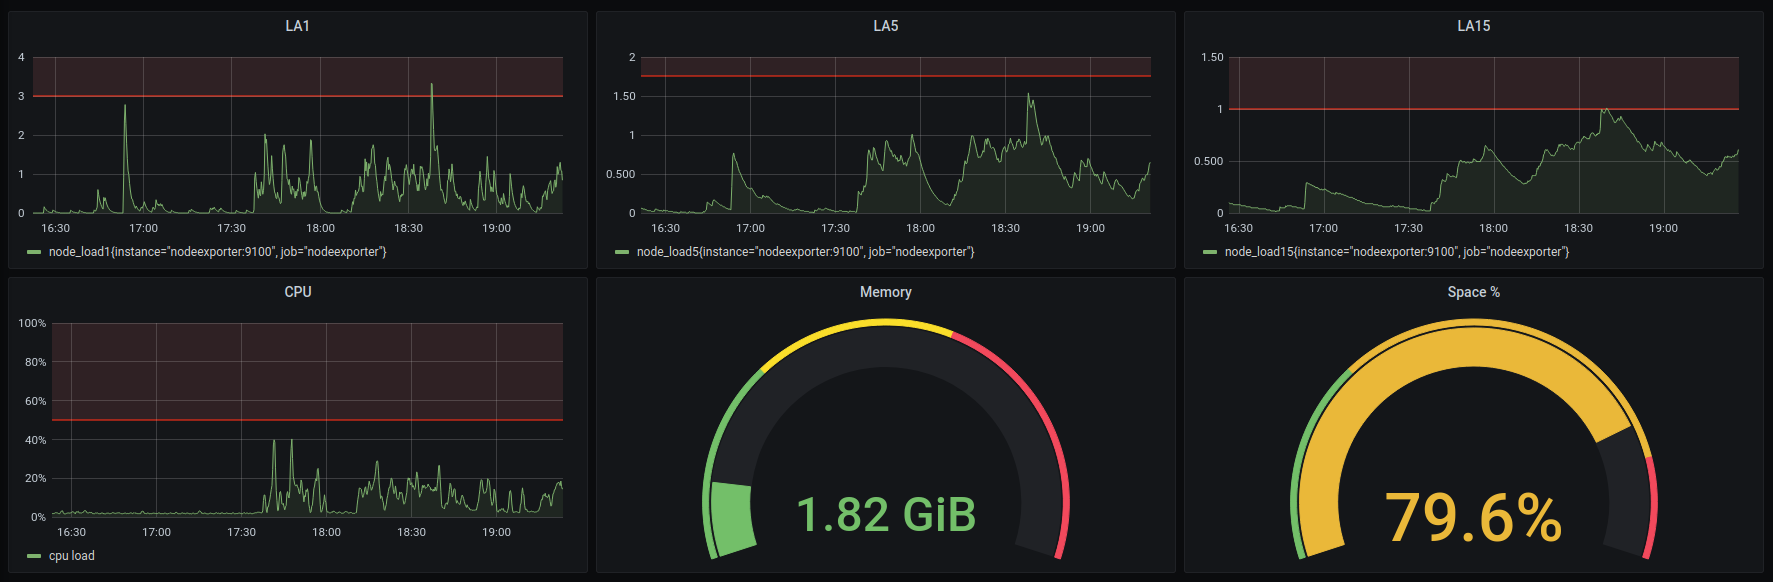 LA1
4
3
2
1
0
16:30 17:00 17:30 18:00 18:30 19:00
node_load1{instance="nodeexporter:9100", job="nodeexporter"}
LA5
2
1.50
1
0.500
0
16:30 17:00 17:30 18:00 18:30 19:00
node_load5{instance="nodeexporter:9100", job="nodeexporter"}
LA15
1.50
1
0.500
0
16:30 17:00 17:30 18:00 18:30 19:00
node_load15{instance="nodeexporter:9100", job="nodeexporter"}
CPU
100%
80%
60%
40%
20%
0%
16:30 17:00 17:30 18:00 18:30 19:00
cpu load
Memory
1.82 GiB
Space %
79.6%